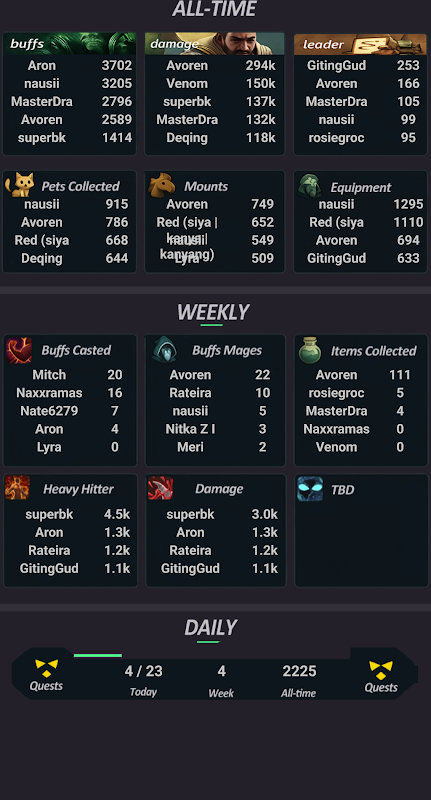 ALL-TIME
buffs
Aron 3702
nausii 3205
MasterDra 2796
Avoren 2589
superbk 1414
damage
Avoren 294k
Venom 150k
superbk 137k
MasterDra 132k
Deqing 118k
leader
GitingGud 253
Avoren 166
MasterDra 105
nausii 99
rosiegroc 95
Pets Collected
nausii 915
Avoren 786
Red (siya 668
Deqing 644
Mounts
Avoren 749
Red (siya | 652
kanya|
kanyang)
549
Lyra 509
Equipment
nausii 1295
Red (siya 1110
Avoren 694
GitingGud 633
WEEKLY
Buffs Casted
Mitch 20
Naxxramas 16
Nate6279 7
Aron 4
Lyra 0
Buffs Mages
Avoren 22
Rateira 10
nausii 5
Nitka Z I 3
Meri 2
Items Collected
Avoren 111
rosiegroc 5
MasterDra 4
Naxxramas 0
Venom 0
Heavy Hitter
superbk 4.5k
Aron 1.3k
Rateira 1.2k
GitingGud 1.1k
Damage
superbk 3.0k
Aron 1.3k
Rateira 1.2k
GitingGud 1.1k
TBD
DAILY
Quests
4 / 23
Today
4
Week
2225
All-time
Quests